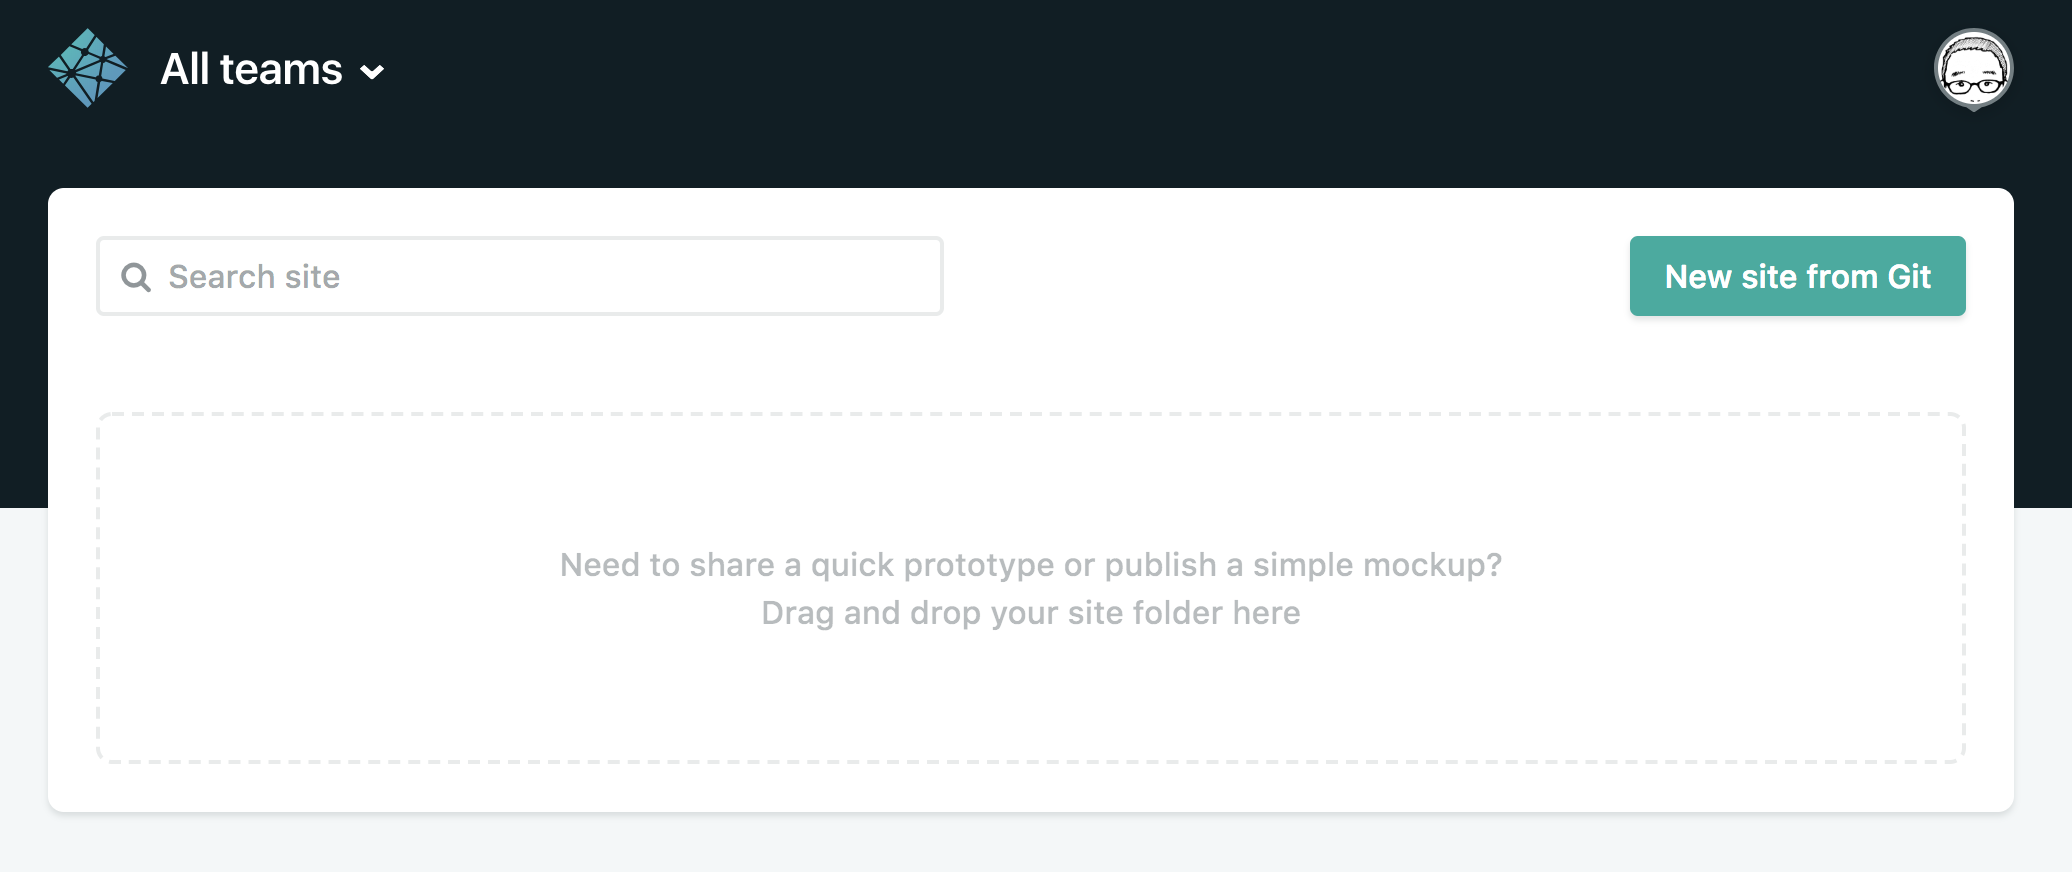 All teams
Search site
New site from Git
Need to share a quick prototype or publish a simple mockup?
Drag and drop your site folder here